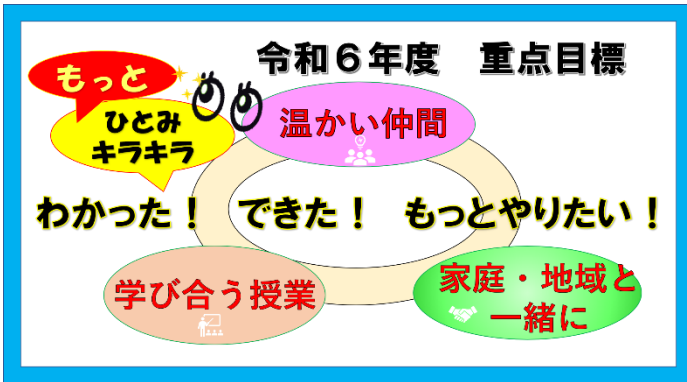 令和６年度　重点目標
もっと
ひとみ
キラキラ
めめ
温かい仲間
わかった！　できた！　もっとやりたい！
学び合う授業
家庭・地域と
一緒に